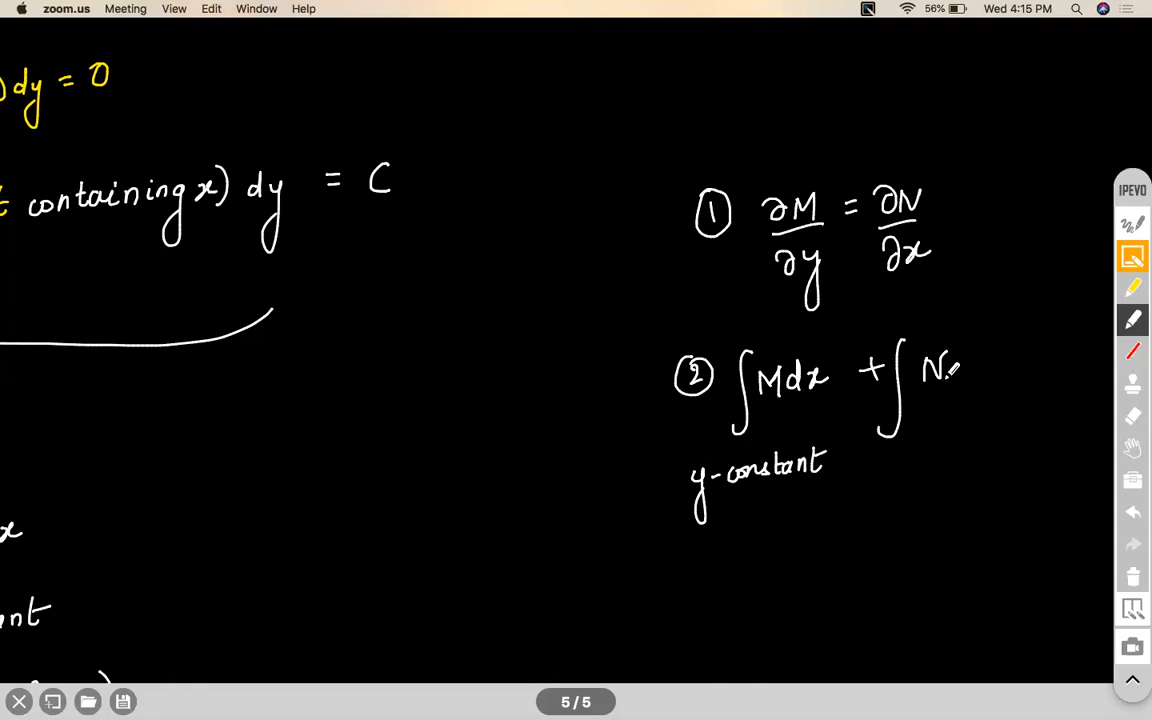 zoom.us Meeting View Edit Window Help 56% Wed 4:15 PM
) dy = 0
containing x) dy = C
① ∂M/∂y = ∂N/∂x
IPEVO
② ∫ M dx + ∫ N
y-constant
x
nt
)
5 / 5